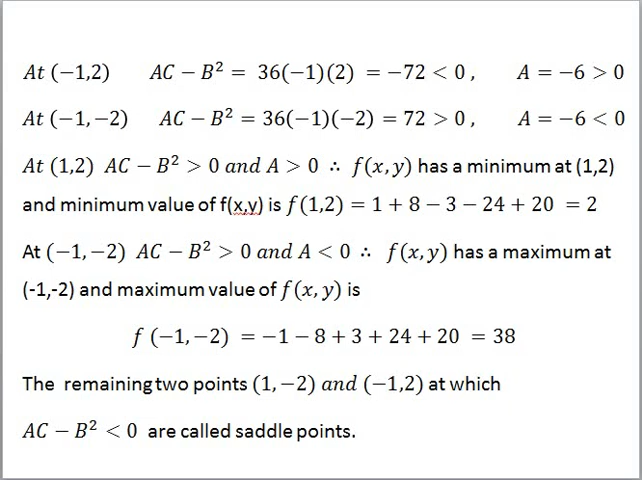 At (−1,2) AC − B² = 36(−1)(2) = −72 < 0 , A = −6 > 0
At (−1,−2) AC − B² = 36(−1)(−2) = 72 > 0 , A = −6 < 0
At (1,2) AC − B² > 0 and A > 0 ∴ f(x,y) has a minimum at (1,2)
and minimum value of f(x,y) is f(1,2) = 1 + 8 − 3 − 24 + 20 = 2
At (−1,−2) AC − B² > 0 and A < 0 ∴ f(x,y) has a maximum at
(-1,-2) and maximum value of f(x,y) is
f (−1,−2) = −1 − 8 + 3 + 24 + 20 = 38
The remaining two points (1,−2) and (−1,2) at which
AC − B² < 0 are called saddle points.